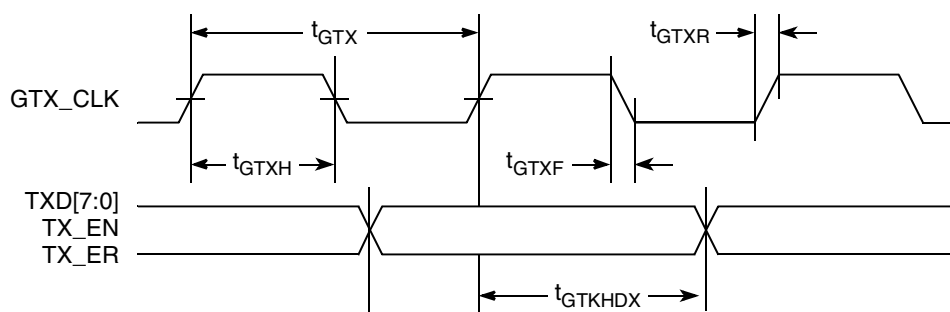 tGTX
tGTXR
GTX_CLK
tGTXH
tGTXF
TXD[7:0]
TX_EN
TX_ER
tGTKHDX